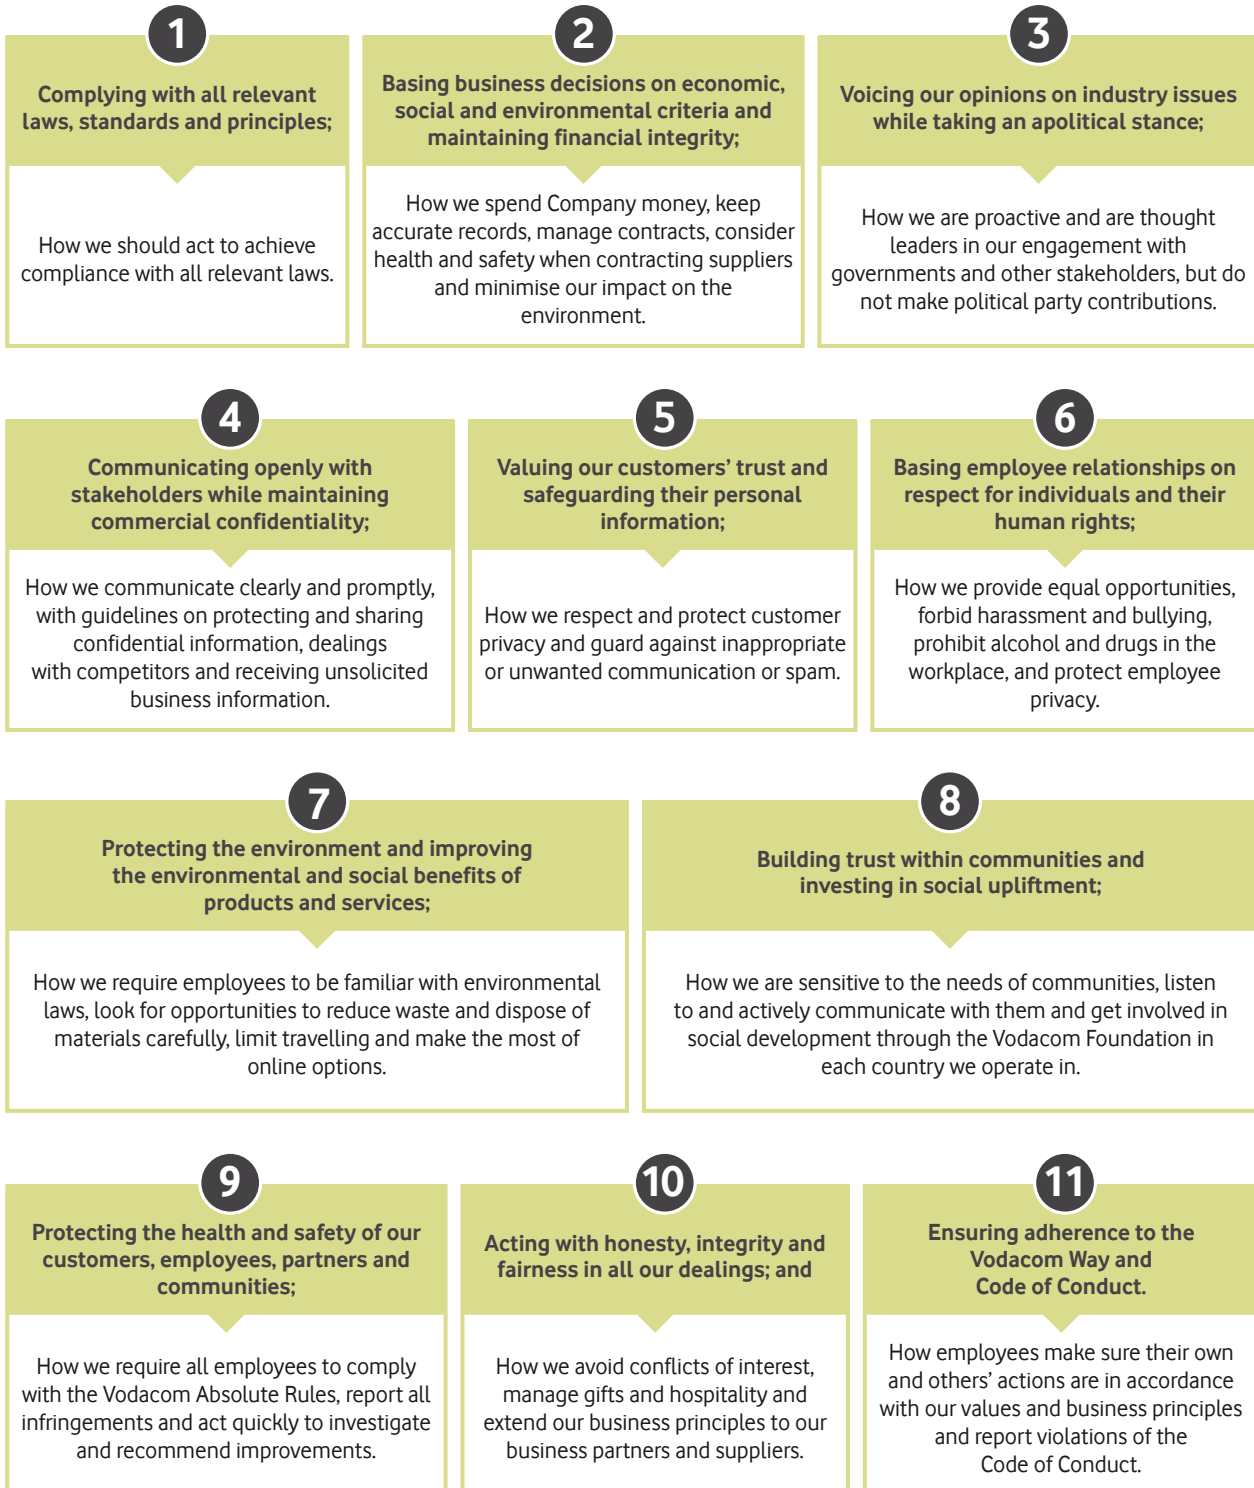 1
Complying with all relevant
laws, standards and principles;
How we should act to achieve
compliance with all relevant laws.
2
Basing business decisions on economic,
social and environmental criteria and
maintaining financial integrity;
How we spend Company money, keep
accurate records, manage contracts, consider
health and safety when contracting suppliers
and minimise our impact on the
environment.
3
Voicing our opinions on industry issues
while taking an apolitical stance;
How we are proactive and are thought
leaders in our engagement with
governments and other stakeholders, but do
not make political party contributions.
4
Communicating openly with
stakeholders while maintaining
commercial confidentiality;
How we communicate clearly and promptly,
with guidelines on protecting and sharing
confidential information, dealings
with competitors and receiving unsolicited
business information.
5
Valuing our customers’ trust and
safeguarding their personal
information;
How we respect and protect customer
privacy and guard against inappropriate
or unwanted communication or spam.
6
Basing employee relationships on
respect for individuals and their
human rights;
How we provide equal opportunities,
forbid harassment and bullying,
prohibit alcohol and drugs in the
workplace, and protect employee
privacy.
7
Protecting the environment and improving
the environmental and social benefits of
products and services;
How we require employees to be familiar with environmental
laws, look for opportunities to reduce waste and dispose of
materials carefully, limit travelling and make the most of
online options.
8
Building trust within communities and
investing in social upliftment;
How we are sensitive to the needs of communities, listen
to and actively communicate with them and get involved in
social development through the Vodacom Foundation in
each country we operate in.
9
Protecting the health and safety of our
customers, employees, partners and
communities;
How we require all employees to comply
with the Vodacom Absolute Rules, report all
infringements and act quickly to investigate
and recommend improvements.
10
Acting with honesty, integrity and
fairness in all our dealings; and
How we avoid conflicts of interest,
manage gifts and hospitality and
extend our business principles to our
business partners and suppliers.
11
Ensuring adherence to the
Vodacom Way and
Code of Conduct.
How employees make sure their own
and others’ actions are in accordance
with our values and business principles
and report violations of the
Code of Conduct.